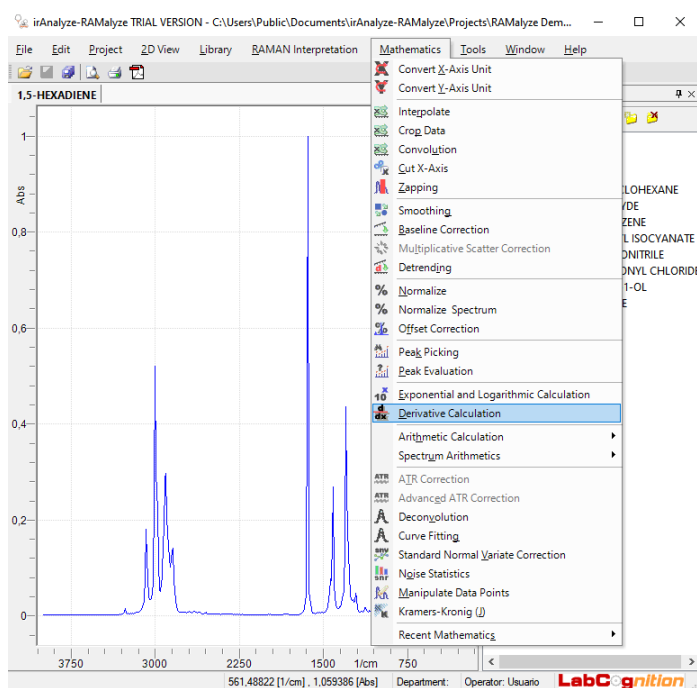 irAnalyze-RAMalyze TRIAL VERSION - C:\Users\Public\Documents\irAnalyze-RAMalyze\Projects\RAMalyze Dem...
File Edit Project 2D View Library RAMAN Interpretation Mathematics Tools Window Help
1,5-HEXADIENE
Abs
1
0,8
0,6
0,4
0,2
0
3750 3000 2250 1500 1/cm 750
Convert X-Axis Unit
Convert Y-Axis Unit
Interpolate
Crop Data
Convolution
Cut X-Axis
Zapping
Smoothing
Baseline Correction
Multiplicative Scatter Correction
Detrending
Normalize
Normalize Spectrum
Offset Correction
Peak Picking
Peak Evaluation
Exponential and Logarithmic Calculation
Derivative Calculation
Arithmetic Calculation
Spectrum Arithmetics
ATR Correction
Advanced ATR Correction
Deconvolution
Curve Fitting
Standard Normal Variate Correction
Noise Statistics
Manipulate Data Points
Kramers-Kronig (J)
Recent Mathematics
LOHEXANE
YDE
ZENE
L ISOCYANATE
ONITRILE
ONYL CHLORIDE
1-OL
E
561,48822 [1/cm] , 1,059386 [Abs] Department: Operator: Usuario LabCognition